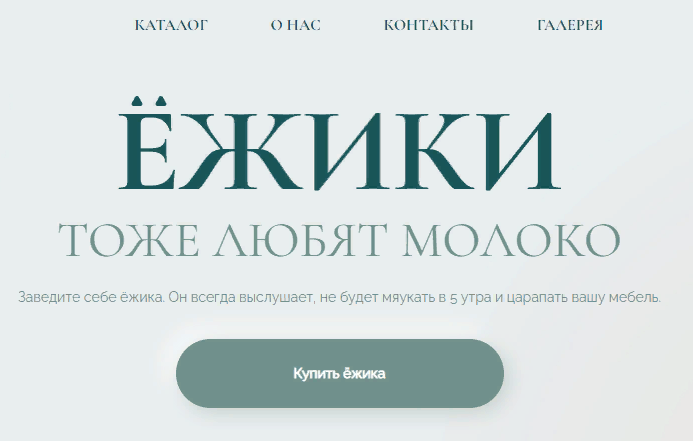 КАТАЛОГ О НАС КОНТАКТЫ ГАЛЕРЕЯ
ЁЖИКИ
ТОЖЕ ЛЮБЯТ МОЛОКО
Заведите себе ёжика. Он всегда выслушает, не будет мяукать в 5 утра и царапать вашу мебель.
Купить ёжика